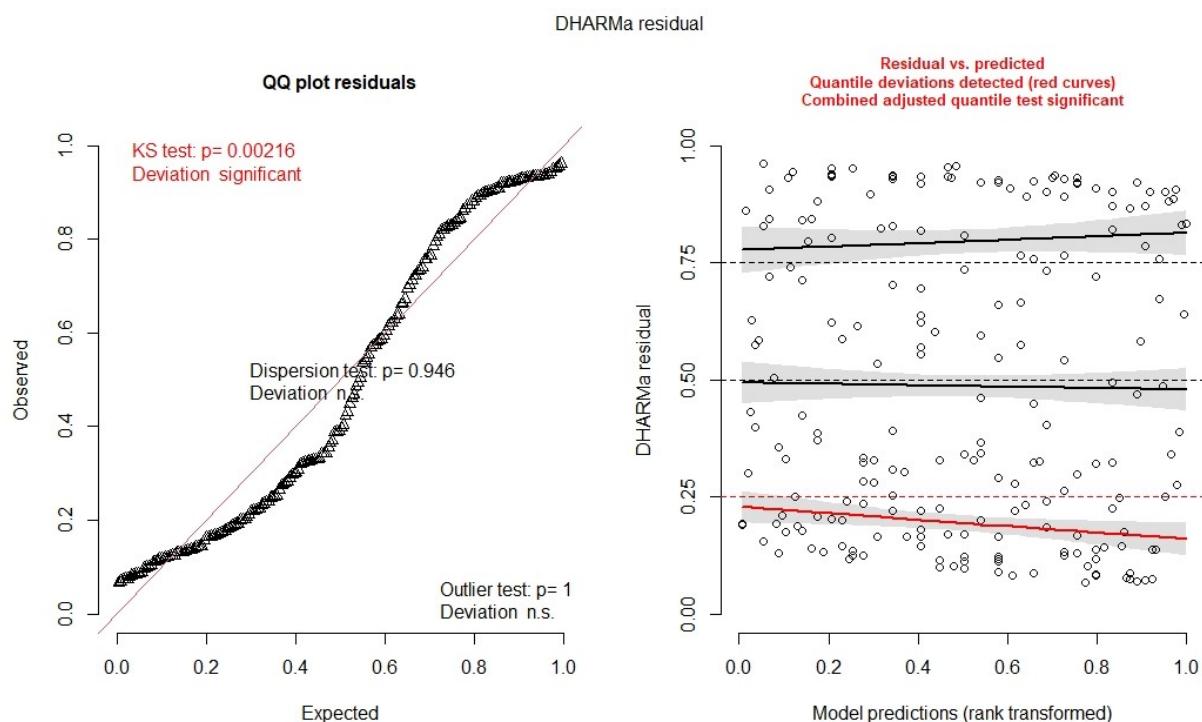 DHARMa residual
QQ plot residuals
KS test: p= 0.00216
Deviation significant
Dispersion test: p= 0.946
Deviation n.s.
Outlier test: p= 1
Deviation n.s.
Observed
0.0 0.2 0.4 0.6 0.8 1.0
0.0 0.2 0.4 0.6 0.8 1.0
Expected
Residual vs. predicted
Quantile deviations detected (red curves)
Combined adjusted quantile test significant
DHARMa residual
0.00 0.25 0.50 0.75 1.00
0.0 0.2 0.4 0.6 0.8 1.0
Model predictions (rank transformed)